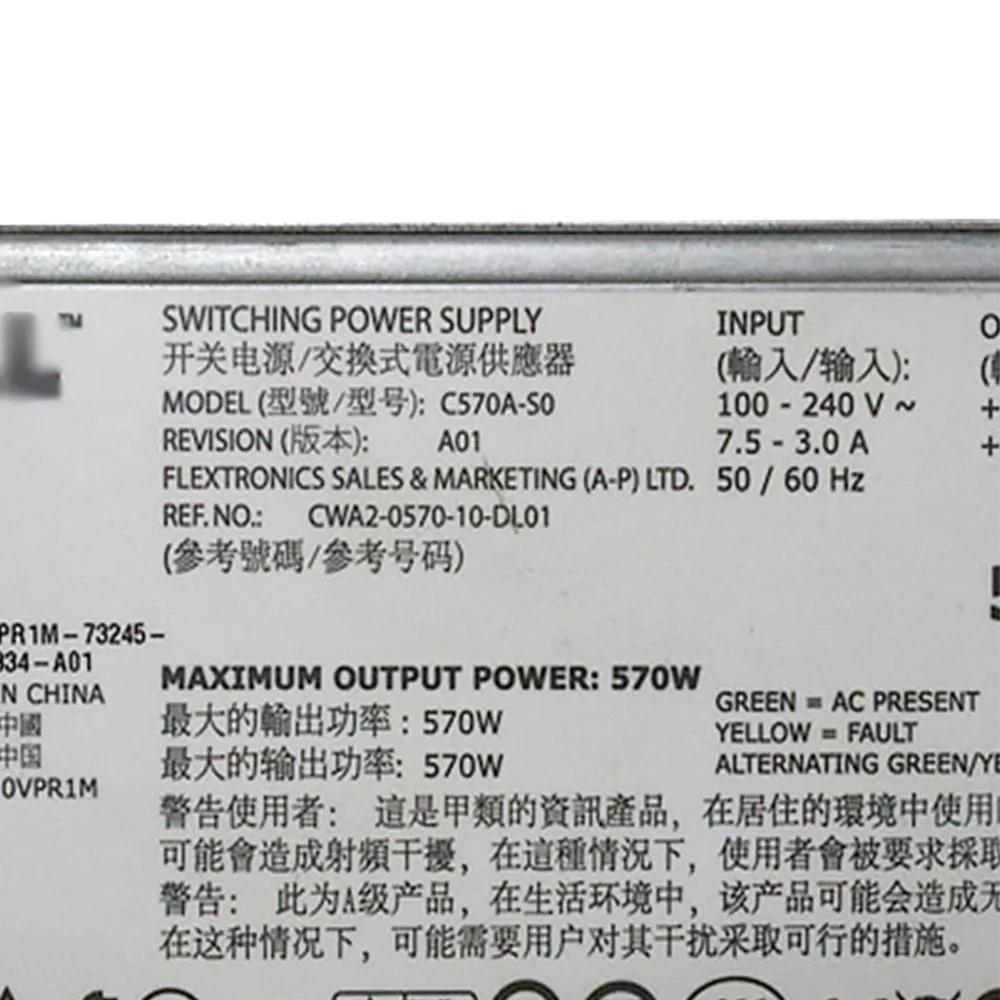 L™
SWITCHING POWER SUPPLY
开关电源/交換式電源供應器
MODEL (型號/型号): C570A-S0
REVISION (版本): A01
FLEXTRONICS SALES & MARKETING (A-P) LTD.
REF. NO.: CWA2-0570-10-DL01
(參考號碼/參考号码)
INPUT
(輸入/输入):
100 - 240 V ~
7.5 - 3.0 A
50 / 60 Hz
O
(
+
+
PR1M-73245-
334-A01
N CHINA
中國
中国
0VPR1M
MAXIMUM OUTPUT POWER: 570W
最大的輸出功率: 570W
最大的输出功率: 570W
GREEN = AC PRESENT
YELLOW = FAULT
ALTERNATING GREEN/YE
警告使用者: 這是甲類的資訊產品,在居住的環境中使用
可能會造成射頻干擾,在這種情況下,使用者會被要求採取
警告: 此为A级产品,在生活环境中,该产品可能会造成无
在这种情况下,可能需要用户对其干扰采取可行的措施。